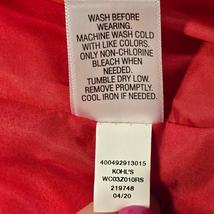 WASH BEFORE
WEARING.
MACHINE WASH COLD
WITH LIKE COLORS.
ONLY NON-CHLORINE
BLEACH WHEN
NEEDED.
TUMBLE DRY LOW.
REMOVE PROMPTLY.
COOL IRON IF NEEDED.
400492913015
KOHL'S
WC03Z010RS
219748
04/20